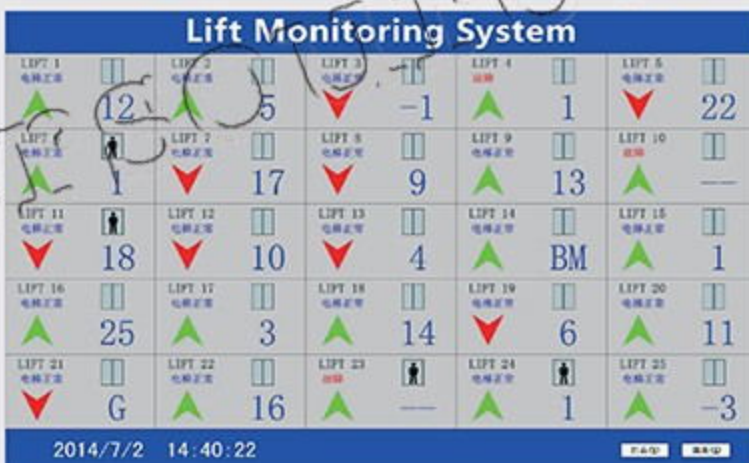 Lift Monitoring System
LIFT 1
电梯正常
12
LIFT 2
电梯正常
5
LIFT 3
电梯正常
-1
LIFT 4
故障
1
LIFT 5
电梯正常
22
LIFT
电梯正常
1
LIFT 7
电梯正常
17
LIFT 8
电梯正常
9
LIFT 9
电梯正常
13
LIFT 10
故障
--
LIFT 11
电梯正常
18
LIFT 12
电梯正常
10
LIFT 13
电梯正常
4
LIFT 14
电梯正常
BM
LIFT 15
电梯正常
1
LIFT 16
电梯正常
25
LIFT 17
电梯正常
3
LIFT 18
电梯正常
14
LIFT 19
电梯正常
6
LIFT 20
电梯正常
11
LIFT 21
电梯正常
G
LIFT 22
电梯正常
16
LIFT 23
故障
--
LIFT 24
电梯正常
1
LIFT 25
电梯正常
-3
2014/7/2 14:40:22